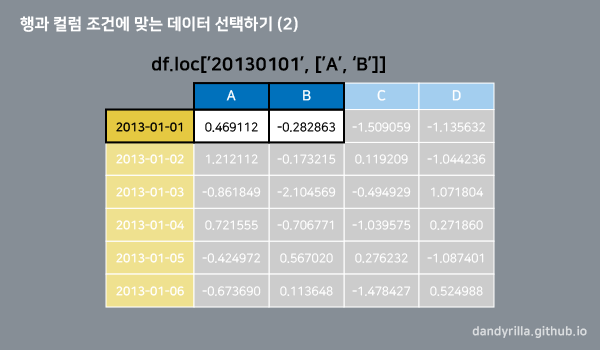 행과 컬럼 조건에 맞는 데이터 선택하기 (2)
df.loc['20130101', ['A', ‘B’]]
A B C D
2013-01-01 0.469112 -0.282863 -1.509059 -1.135632
2013-01-02 1.212112 -0.173215 0.119209 -1.044236
2013-01-03 -0.861849 -2.104569 -0.494929 1.071804
2013-01-04 0.721555 -0.706771 -1.039575 0.271860
2013-01-05 -0.424972 0.567020 0.276232 -1.087401
2013-01-06 -0.673690 0.113648 -1.478427 0.524988
dandyrilla.github.io